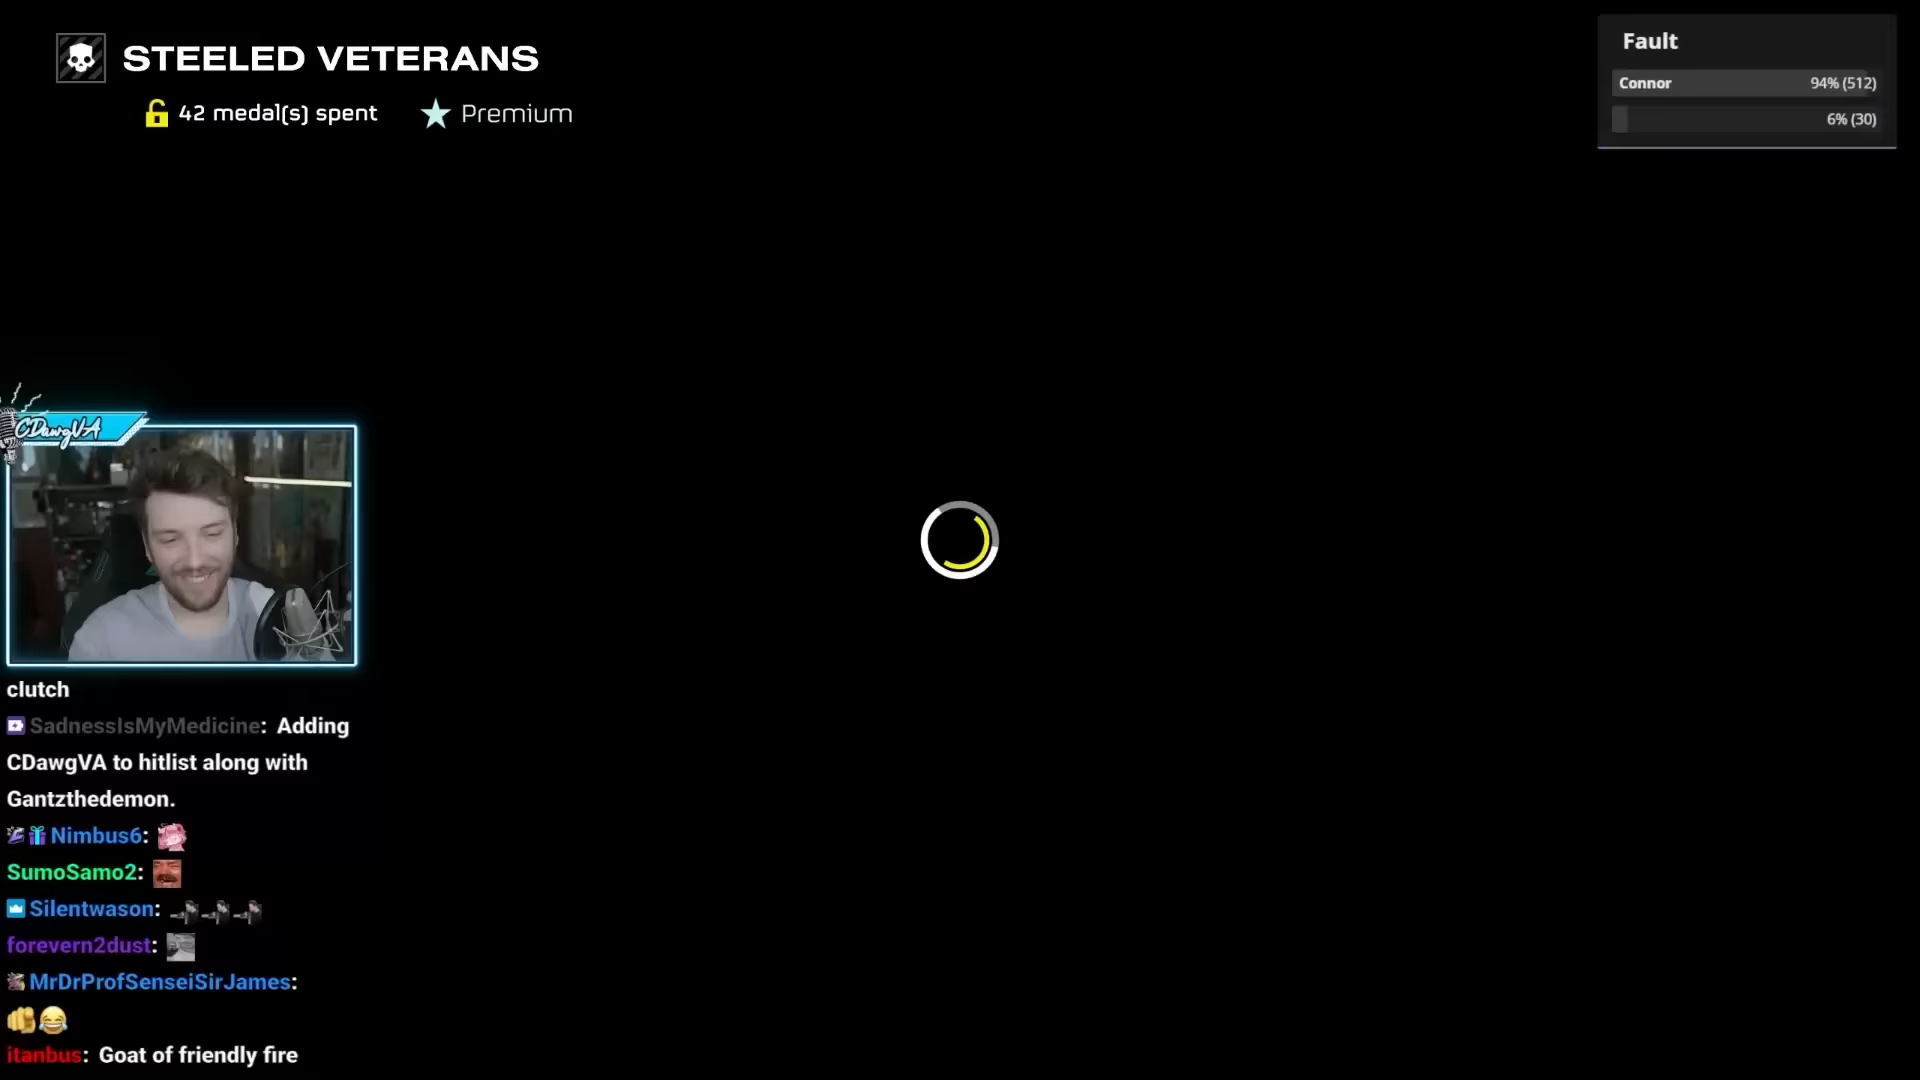 STEELED VETERANS
42 medal(s) spent
Premium
Fault
Connor 94% (512)
6% (30)
CDawgVA
clutch
SadnessIsMyMedicine: Adding
CDawgVA to hitlist along with
Gantzthedemon.
Nimbus6:
SumoSamo2:
Silentwason:
forevern2dust:
MrDrProfSenseiSirJames:
itanbus: Goat of friendly fire